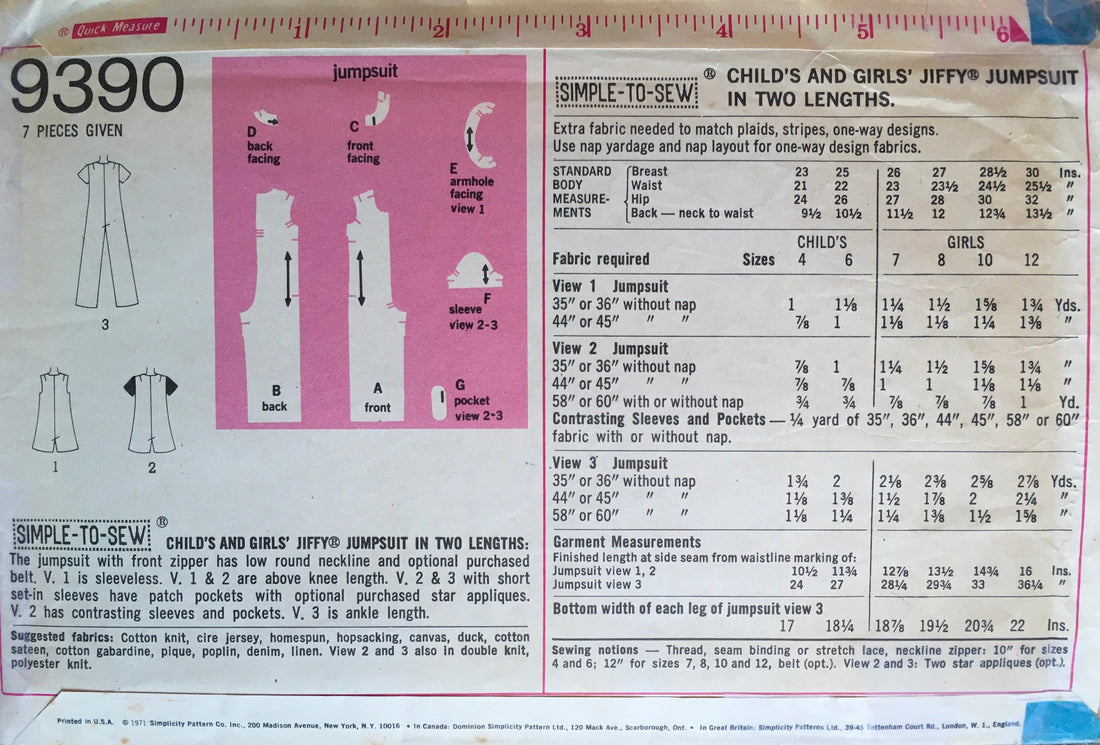 ® Quick Measure 1 2 3 4 5 6
9390
7 PIECES GIVEN
3
1
2
jumpsuit
D
back
facing
C
front
facing
E
armhole
facing
view 1
F
sleeve
view 2-3
B
back
A
front
G
pocket
view 2-3
SIMPLE-TO-SEW ® CHILD'S AND GIRLS' JIFFY® JUMPSUIT IN TWO LENGTHS:
The jumpsuit with front zipper has low round neckline and optional purchased
belt. V. 1 is sleeveless. V. 1 & 2 are above knee length. V. 2 & 3 with short
set-in sleeves have patch pockets with optional purchased star appliques.
V. 2 has contrasting sleeves and pockets. V. 3 is ankle length.
Suggested fabrics: Cotton knit, cire jersey, homespun, hopsacking, canvas, duck, cotton
sateen, cotton gabardine, pique, poplin, denim, linen. View 2 and 3 also in double knit,
polyester knit.
SIMPLE-TO-SEW ® CHILD'S AND GIRLS' JIFFY® JUMPSUIT
IN TWO LENGTHS.
Extra fabric needed to match plaids, stripes, one-way designs.
Use nap yardage and nap layout for one-way design fabrics.
STANDARD Breast 23 25 26 27 28½ 30 Ins.
BODY Waist 21 22 23 23½ 24½ 25½ "
MEASURE- Hip 24 26 27 28 30 32 "
MENTS Back — neck to waist 9½ 10½ 11½ 12 12¾ 13½ "
CHILD'S GIRLS
Fabric required Sizes 4 6 7 8 10 12
View 1 Jumpsuit
35" or 36" without nap 1 1⅛ 1¼ 1½ 1⅝ 1¾ Yds.
44" or 45" " " ⅞ 1 1⅛ 1⅛ 1¼ 1⅜ "
View 2 Jumpsuit
35" or 36" without nap ⅞ 1 1¼ 1½ 1⅝ 1¾ "
44" or 45" " " ⅞ ⅞ 1 1 1⅛ 1⅛ "
58" or 60" with or without nap ¾ ¾ ⅞ ⅞ ⅞ 1 Yd.
Contrasting Sleeves and Pockets — ¼ yard of 35", 36", 44", 45", 58" or 60"
fabric with or without nap.
View 3 Jumpsuit
35" or 36" without nap 1¾ 2 2⅛ 2⅜ 2⅝ 2⅞ Yds.
44" or 45" " " 1⅛ 1⅜ 1½ 1⅞ 2 2¼ "
58" or 60" " " 1⅛ 1¼ 1¼ 1⅜ 1½ 1⅝ "
Garment Measurements
Finished length at side seam from waistline marking of:
Jumpsuit view 1, 2 10½ 11¾ 12⅞ 13½ 14¾ 16 Ins.
Jumpsuit view 3 24 27 28¼ 29¾ 33 36¼ "
Bottom width of each leg of jumpsuit view 3
17 18¼ 18⅞ 19½ 20¾ 22 Ins.
Sewing notions — Thread, seam binding or stretch lace, neckline zipper: 10" for sizes
4 and 6; 12" for sizes 7, 8, 10 and 12, belt (opt.). View 2 and 3: Two star appliques (opt.).
Printed in U.S.A. © 1971 Simplicity Pattern Co. Inc., 200 Madison Avenue, New York, N.Y. 10016 • In Canada: Dominion Simplicity Pattern Ltd., 120 Mack Ave., Scarborough, Ont. • In Great Britain: Simplicity Patterns Ltd., 39-45 Tottenham Court Rd., London, W. 1., England.